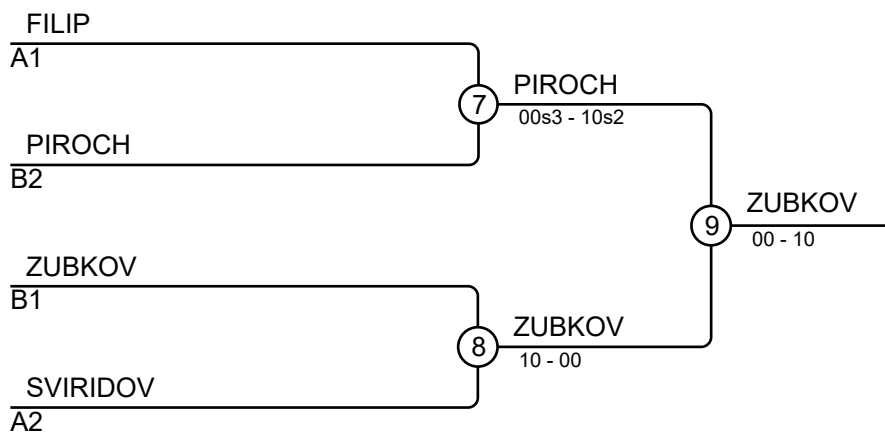 FILIP
A1
7
PIROCH
00s3 - 10s2
PIROCH
B2
9
ZUBKOV
00 - 10
ZUBKOV
B1
8
ZUBKOV
10 - 00
SVIRIDOV
A2